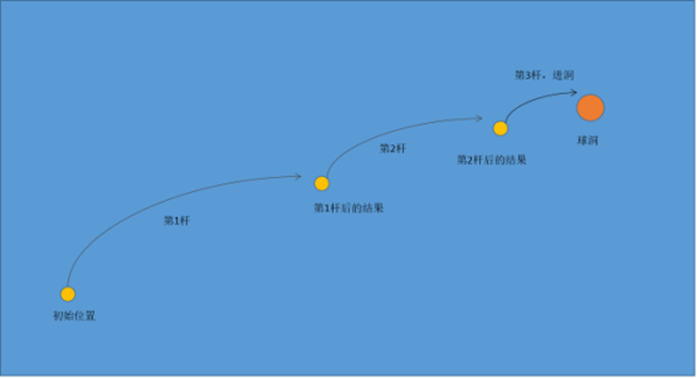 第3杆，进洞
球洞
第2杆
第2杆后的结果
第1杆后的结果
第1杆
初始位置